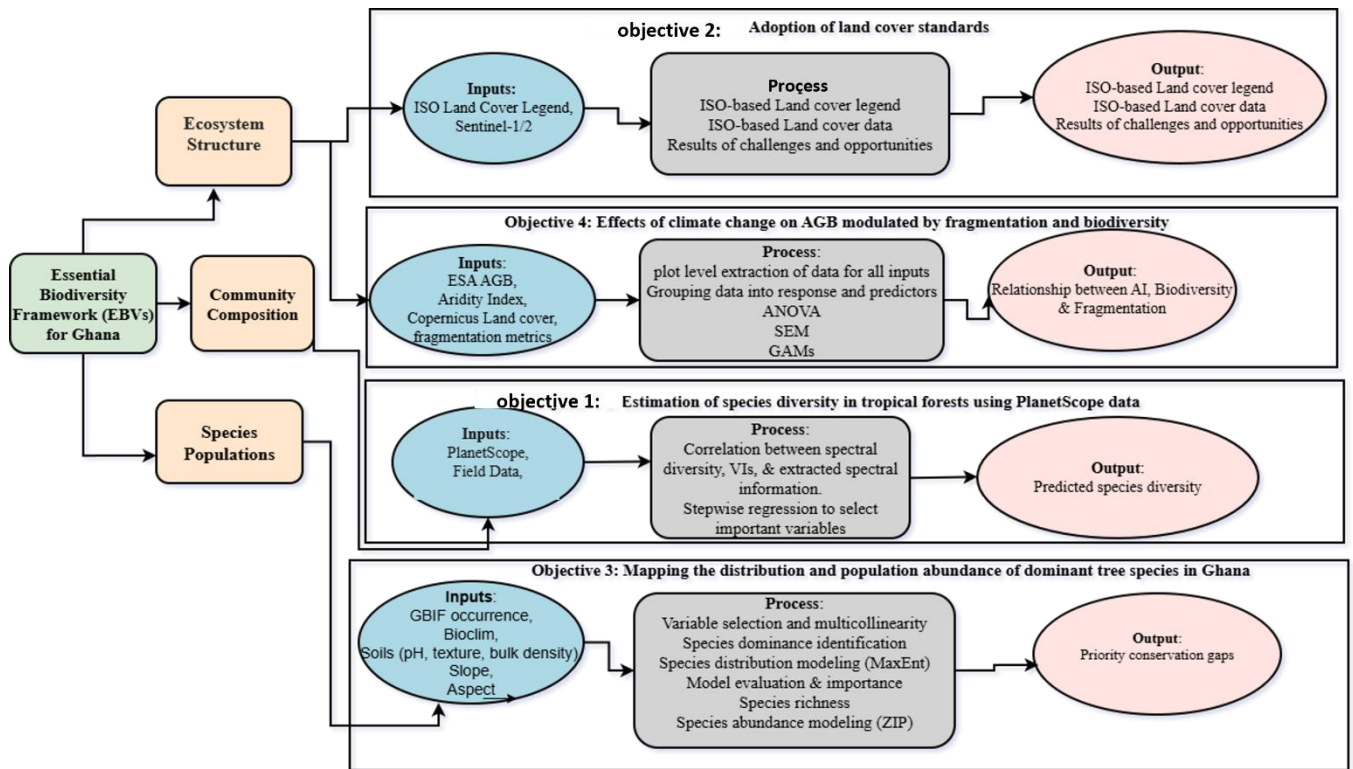 Essential
Biodiversity
Framework (EBVs)
for Ghana
Ecosystem
Structure
Community
Composition
Species
Populations
objective 2: Adoption of land cover standards
Inputs:
ISO Land Cover Legend,
Sentinel-1/2
Process
ISO-based Land cover legend
ISO-based Land cover data
Results of challenges and opportunities
Output:
ISO-based Land cover legend
ISO-based Land cover data
Results of challenges and opportunities
Objective 4: Effects of climate change on AGB modulated by fragmentation and biodiversity
Inputs:
ESA AGB,
Aridity Index,
Copernicus Land cover,
fragmentation metrics
Process:
plot level extraction of data for all inputs
Grouping data into response and predictors
ANOVA
SEM
GAMs
Output:
Relationship between AI, Biodiversity
& Fragmentation
objective 1: Estimation of species diversity in tropical forests using PlanetScope data
Inputs:
PlanetScope,
Field Data,
Process:
Correlation between spectral
diversity, VIs, & extracted spectral
information.
Stepwise regression to select
important variables
Output:
Predicted species diversity
Objective 3: Mapping the distribution and population abundance of dominant tree species in Ghana
Inputs:
GBIF occurrence,
Bioclim,
Soils (pH, texture, bulk density)
Slope,
Aspect
Process:
Variable selection and multicollinearity
Species dominance identification
Species distribution modeling (MaxEnt)
Model evaluation & importance
Species richness
Species abundance modeling (ZIP)
Output:
Priority conservation gaps